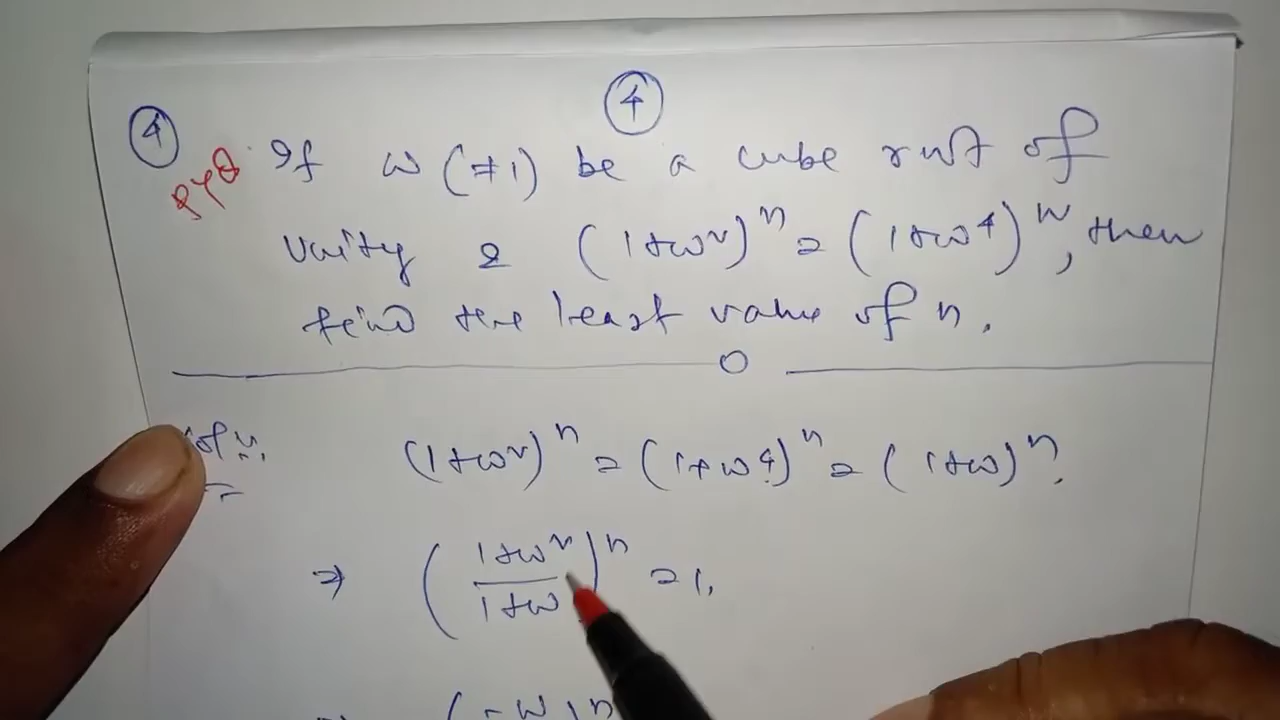 ④
④ PYQ If ω (≠1) be a cube root of
unity & (1+ω²)ⁿ = (1+ω⁴)ⁿ, then
find the least value of n.
Solⁿ. (1+ω²)ⁿ = (1+ω⁴)ⁿ = (1+ω)ⁿ.
⇒ ((1+ω²)/(1+ω))ⁿ = 1,
(-ω)ⁿ